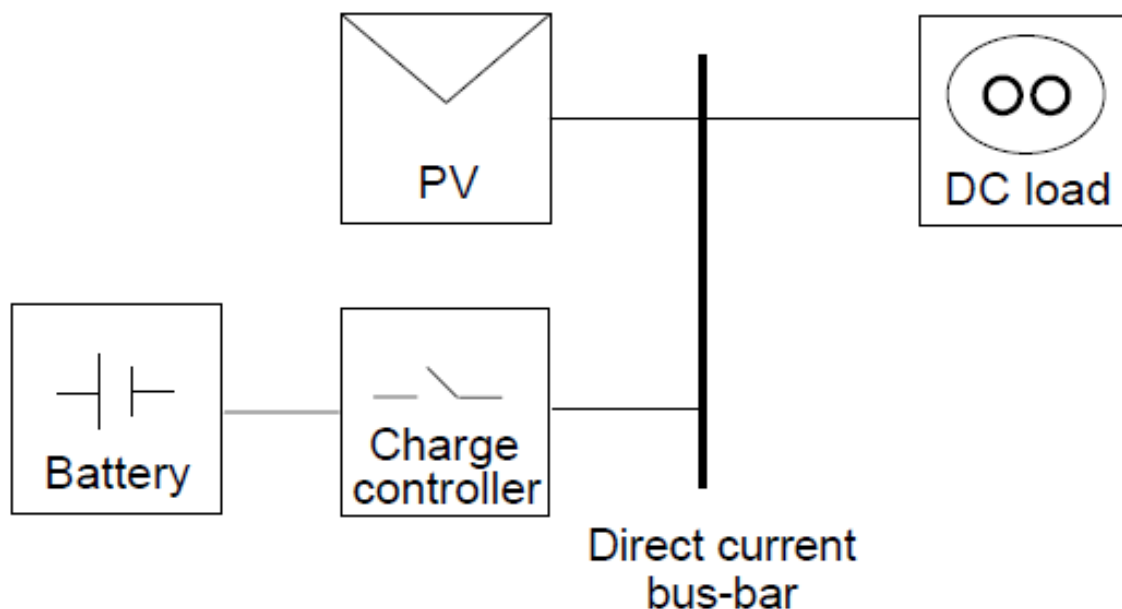 PV
DC load
Battery
Charge
controller
Direct current
bus-bar